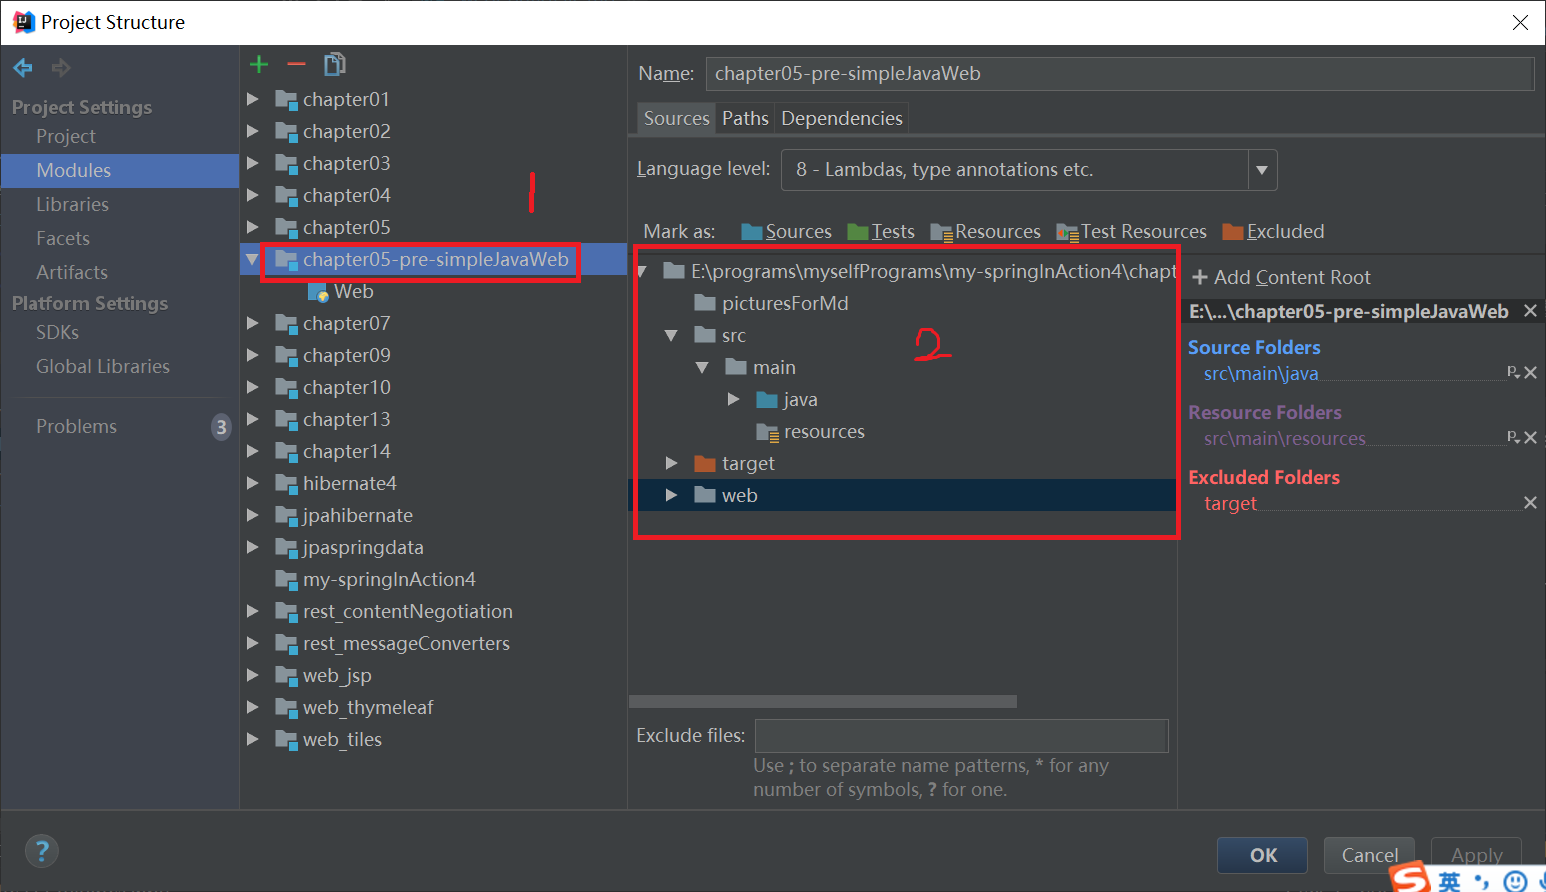 Project Structure
Project Settings
Project
Modules
Libraries
Facets
Artifacts
Platform Settings
SDKs
Global Libraries
Problems 3
chapter01
chapter02
chapter03
chapter04
chapter05
chapter05-pre-simpleJavaWeb
Web
chapter07
chapter09
chapter10
chapter13
chapter14
hibernate4
jpahibernate
jpaspringdata
my-springInAction4
rest_contentNegotiation
rest_messageConverters
web_jsp
web_thymeleaf
web_tiles
1
Name: chapter05-pre-simpleJavaWeb
Sources Paths Dependencies
Language level: 8 - Lambdas, type annotations etc.
Mark as: Sources Tests Resources Test Resources Excluded
E:\programs\myselfPrograms\my-springInAction4\chapt
picturesForMd
src
main
java
resources
target
web
2
Exclude files:
Use ; to separate name patterns, * for any
number of symbols, ? for one.
+ Add Content Root
E:\...\chapter05-pre-simpleJavaWeb
Source Folders
src\main\java
Resource Folders
src\main\resources
Excluded Folders
target
?
OK Cancel Apply
S 英